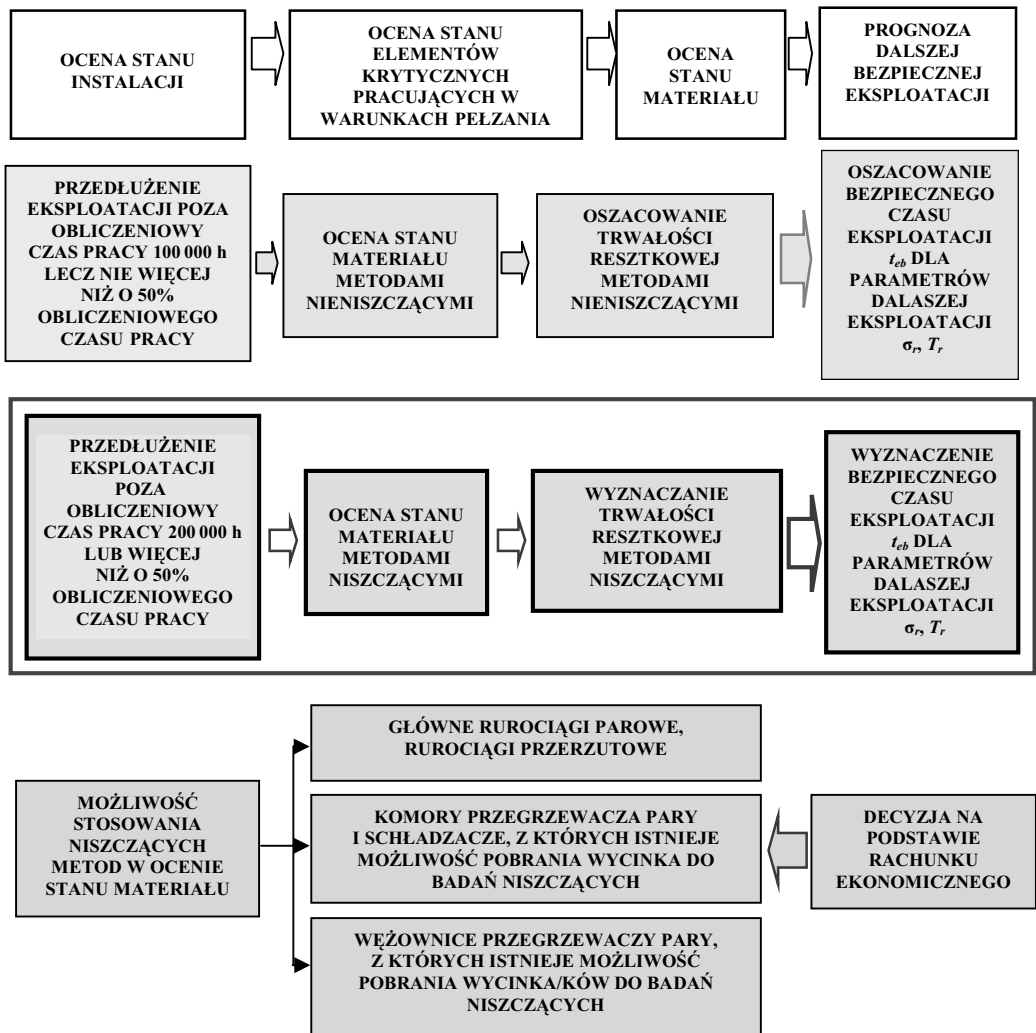 OCENA STANU
INSTALACJI
OCENA STANU
ELEMENTÓW
KRYTYCZNYCH
PRACUJĄCYCH W
WARUNKACH PEŁZANIA
OCENA
STANU
MATERIAŁU
PROGNOZA
DALSZEJ
BEZPIECZNEJ
EKSPLOATACJI
PRZEDŁUŻENIE
EKSPLOATACJI POZA
OBLICZENIOWY
CZAS PRACY 100 000 h
LECZ NIE WIĘCEJ
NIŻ O 50%
OBLICZENIOWEGO
CZASU PRACY
OCENA STANU
MATERIAŁU
METODAMI
NIENISZCZĄCYMI
OSZACOWANIE
TRWAŁOŚCI
RESZTKOWEJ
METODAMI
NIENISZCZĄCYMI
OSZACOWANIE
BEZPIECZNEGO
CZASU
EKSPLOATACJI
t_eb DLA
PARAMETRÓW
DALASZEJ
EKSPLOATACJI
σ_r, T_r
PRZEDŁUŻENIE
EKSPLOATACJI
POZA
OBLICZENIOWY
CZAS PRACY 200 000 h
LUB WIĘCEJ
NIŻ O 50%
OBLICZENIOWEGO
CZASU PRACY
OCENA STANU
MATERIAŁU
METODAMI
NISZCZĄCYMI
WYZNACZANIE
TRWAŁOŚCI
RESZTKOWEJ
METODAMI
NISZCZĄCYMI
WYZNACZENIE
BEZPIECZNEGO
CZASU
EKSPLOATACJI
t_eb DLA
PARAMETRÓW
DALASZEJ
EKSPLOATACJI
σ_r, T_r
MOŻLIWOŚĆ
STOSOWANIA
NISZCZĄCYCH
METOD W OCENIE
STANU MATERIAŁU
GŁÓWNE RUROCIĄGI PAROWE,
RUROCIĄGI PRZERZUTOWE
KOMORY PRZEGRZEWACZA PARY
I SCHŁADZACZE, Z KTÓRYCH ISTNIEJE
MOŻLIWOŚĆ POBRANIA WYCINKA DO
BADAŃ NISZCZĄCYCH
WĘŻOWNICE PRZEGRZEWACZY PARY,
Z KTÓRYCH ISTNIEJE MOŻLIWOŚĆ
POBRANIA WYCINKA/KÓW DO BADAŃ
NISZCZĄCYCH
DECYZJA NA
PODSTAWIE
RACHUNKU
EKONOMICZNEGO